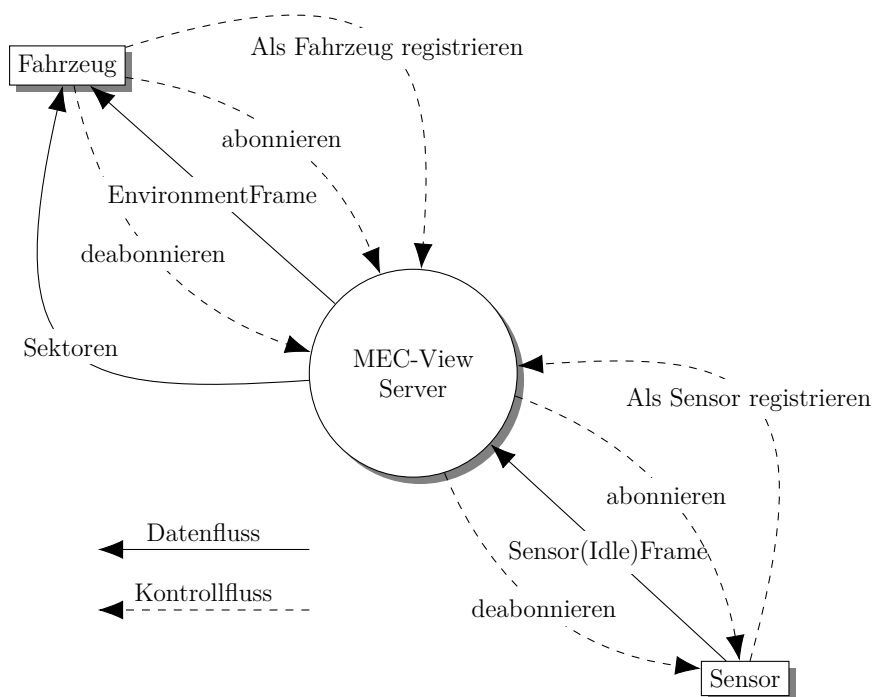 Als Fahrzeug registrieren
Fahrzeug
abonnieren
EnvironmentFrame
deabonnieren
Sektoren
MEC-View
Server
Als Sensor registrieren
abonnieren
Sensor(Idle)Frame
deabonnieren
Sensor
Datenfluss
Kontrollfluss